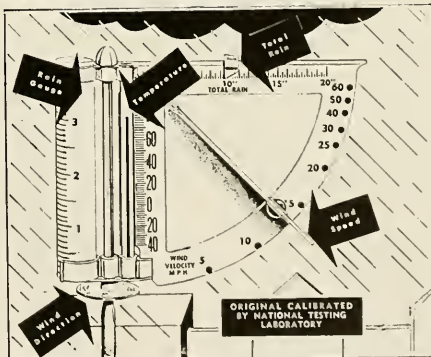 Total
Rain
Rain
Gauge
Temperature
10" 15" 20"
TOTAL RAIN
60
50
40
30
25
20
15
10
5
3
2
1
60
40
20
0
20
40
WIND
VELOCITY
MPH
Wind
Speed
Wind
Direction
ORIGINAL CALIBRATED
BY NATIONAL TESTING
LABORATORY